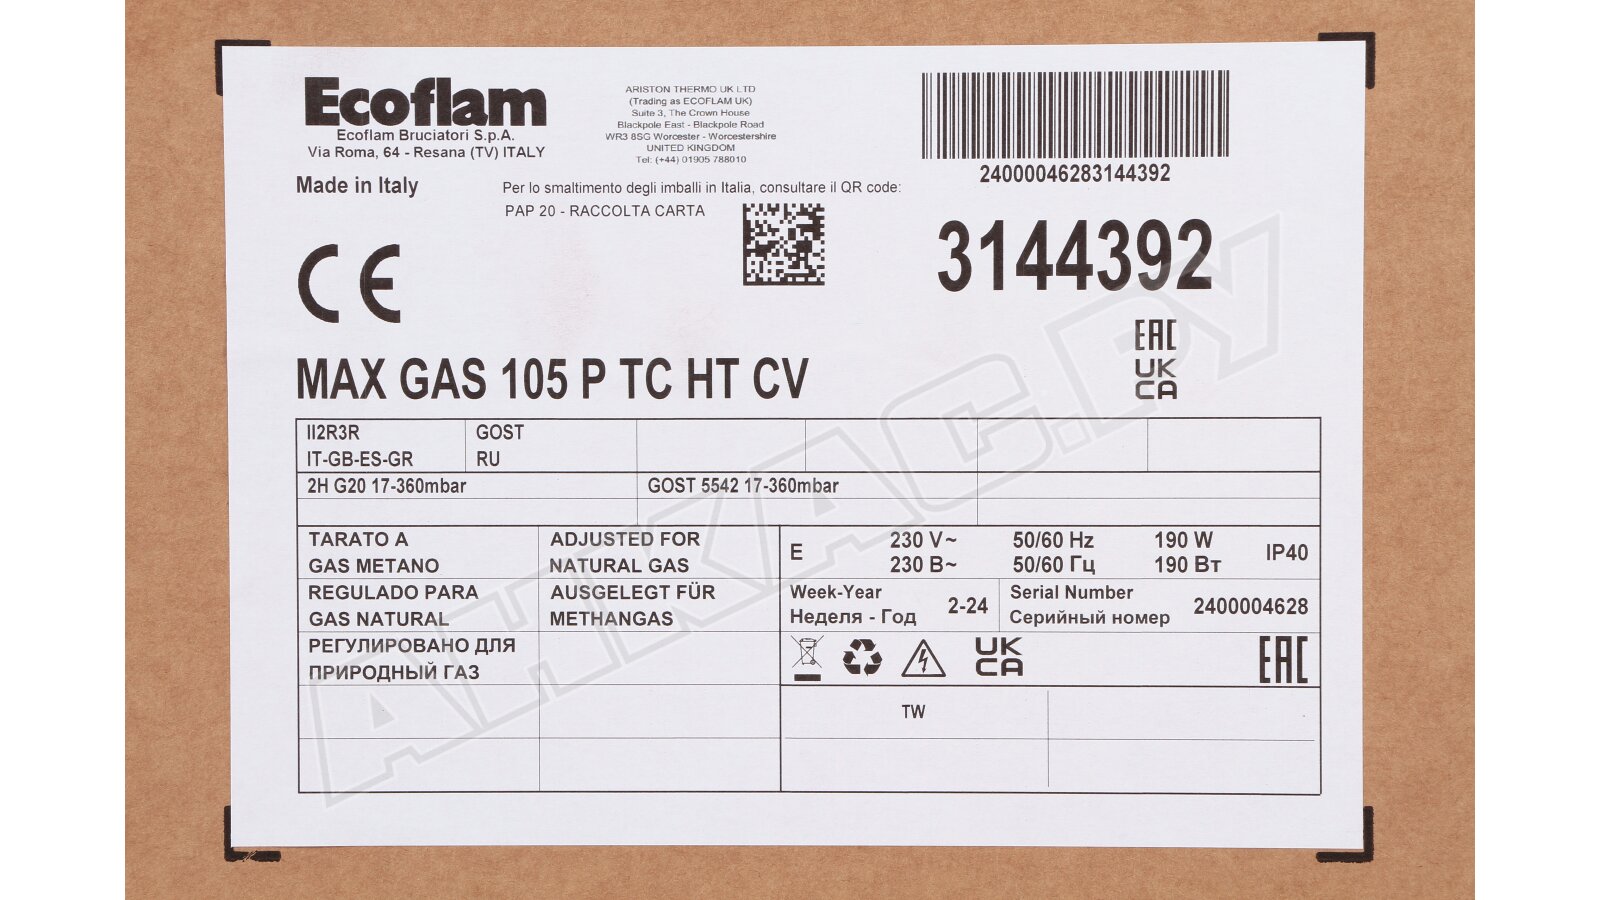 Ecoflam
Ecoflam Bruciatori S.p.A.
Via Roma, 64 - Resana (TV) ITALY
ARISTON THERMO UK LTD
(Trading as ECOFLAM UK)
Suite 3, The Crown House
Blackpole East - Blackpole Road
WR3 8SG Worcester - Worcestershire
UNITED KINGDOM
Tel: (+44) 01905 788010
24000046283144392
Made in Italy
Per lo smaltimento degli imballi in Italia, consultare il QR code:
PAP 20 - RACCOLTA CARTA
3144392
CE
EAC
UK
CA
MAX GAS 105 P TC HT CV
II2R3R
IT-GB-ES-GR
GOST
RU
2H G20 17-360mbar
GOST 5542 17-360mbar
TARATO A
GAS METANO
ADJUSTED FOR
NATURAL GAS
E
230 V~ 50/60 Hz 190 W
230 В~ 50/60 Гц 190 Вт
IP40
REGULADO PARA
GAS NATURAL
AUSGELEGT FÜR
METHANGAS
Week-Year
Неделя - Год
2-24
Serial Number
Серийный номер
2400004628
РЕГУЛИРОВАНО ДЛЯ
ПРИРОДНЫЙ ГАЗ
UK
CA
EAC
TW
АНКАС.РУ